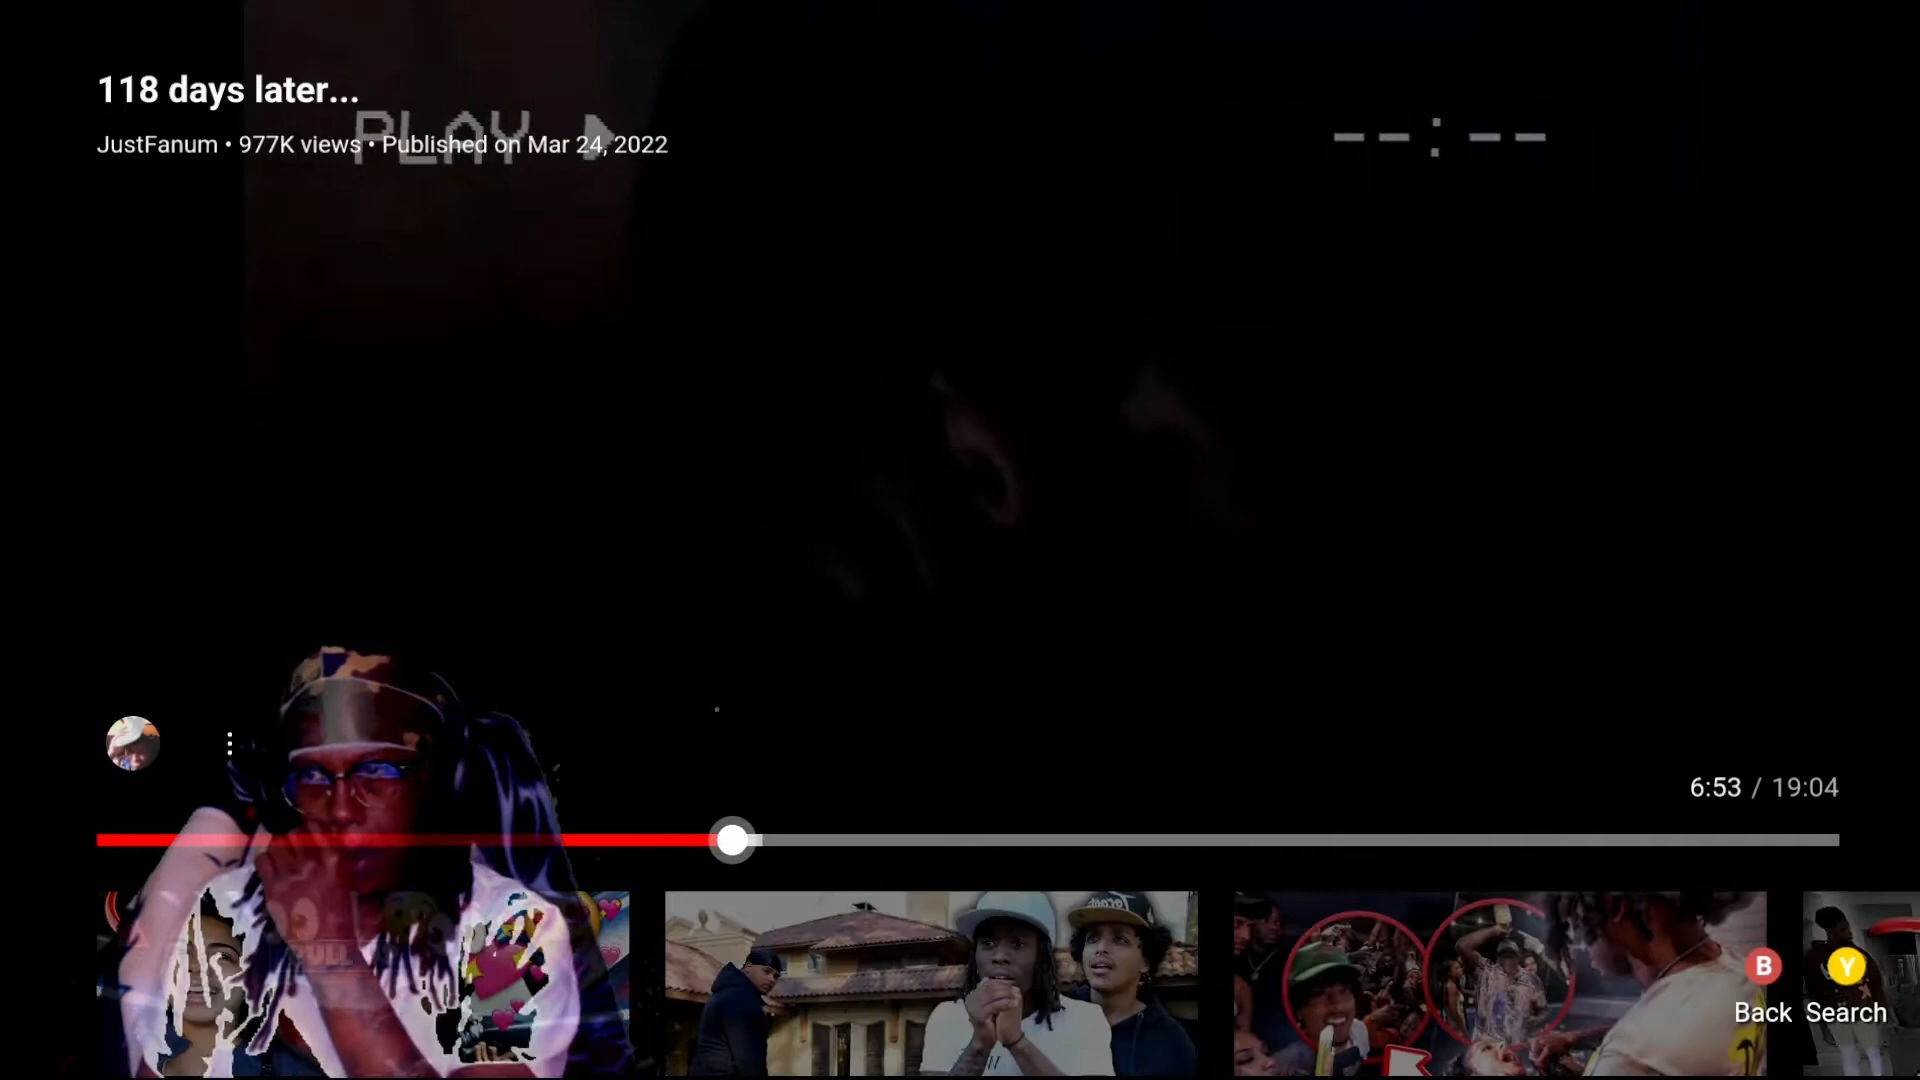 118 days later...
PLAY
--:--
JustFanum • 977K views • Published on Mar 24, 2022
6:53 / 19:04
B
Y
Back
Search